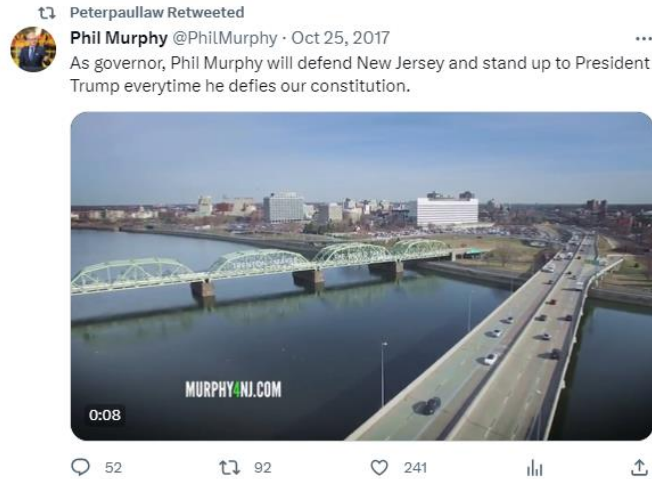 Peterpaullaw Retweeted
Phil Murphy @PhilMurphy · Oct 25, 2017
As governor, Phil Murphy will defend New Jersey and stand up to President
Trump everytime he defies our constitution.
MURPHY4NJ.COM
0:08
52 92 241